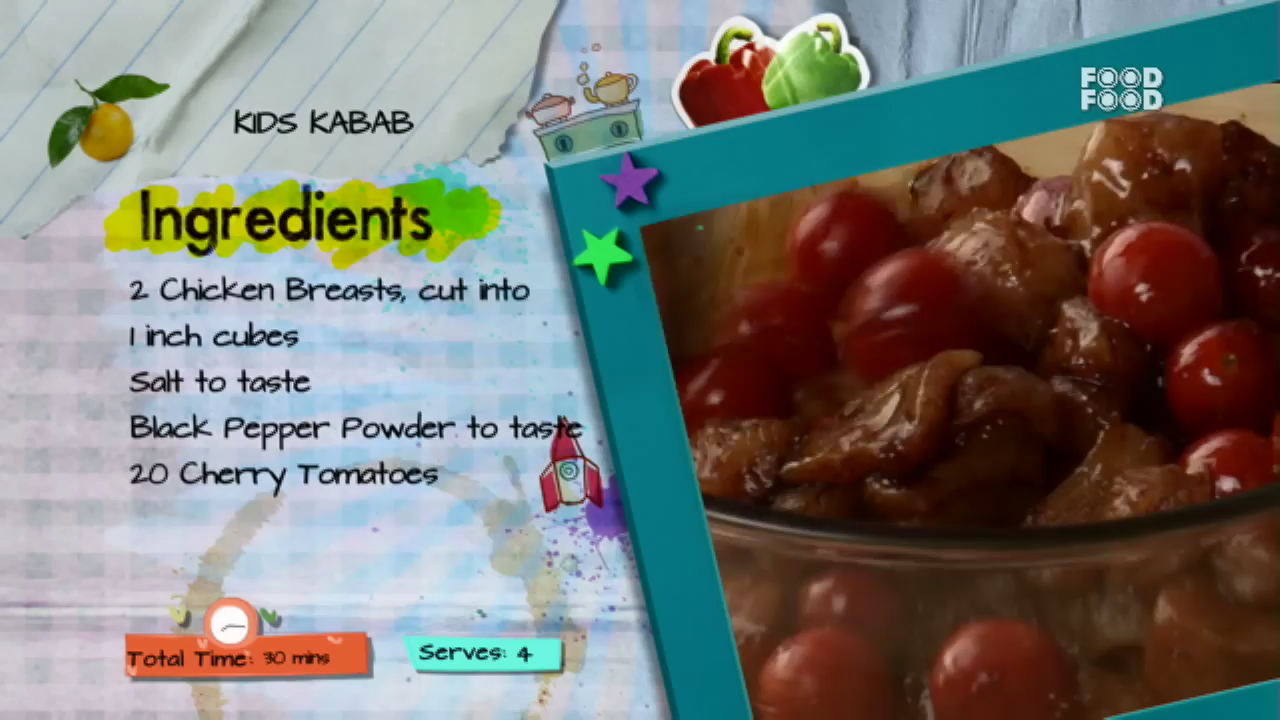 KIDS KABAB
Ingredients
2 Chicken Breasts, cut into
1 inch cubes
Salt to taste
Black Pepper Powder to taste
20 Cherry Tomatoes
Total Time: 30 mins
Serves: 4
FOOD
FOOD